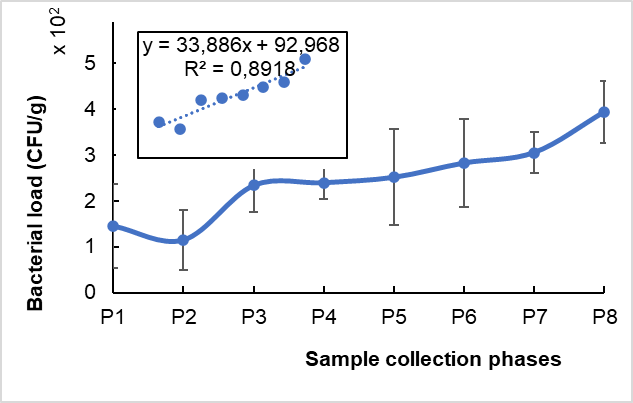 x 10²
y = 33,886x + 92,968
R² = 0,8918
5
4
3
2
1
0
Bacterial load (CFU/g)
P1 P2 P3 P4 P5 P6 P7 P8
Sample collection phases